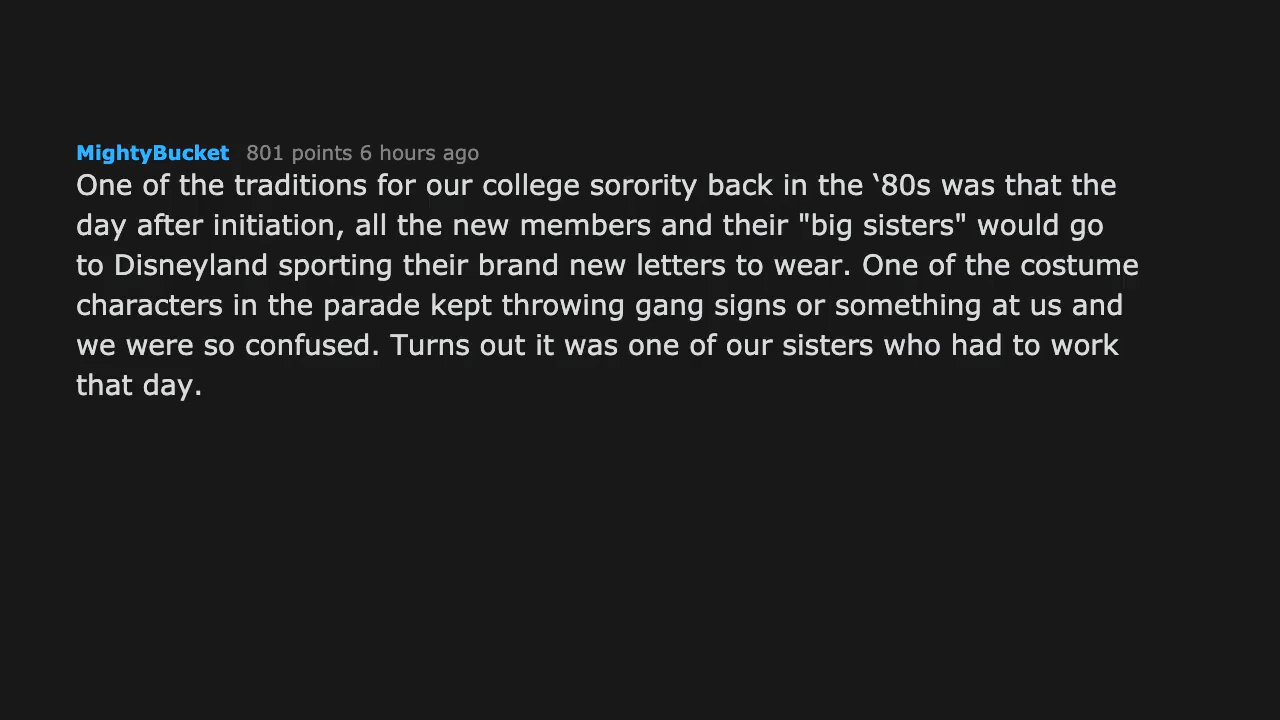 MightyBucket 801 points 6 hours ago
One of the traditions for our college sorority back in the ‘80s was that the
day after initiation, all the new members and their "big sisters" would go
to Disneyland sporting their brand new letters to wear. One of the costume
characters in the parade kept throwing gang signs or something at us and
we were so confused. Turns out it was one of our sisters who had to work
that day.